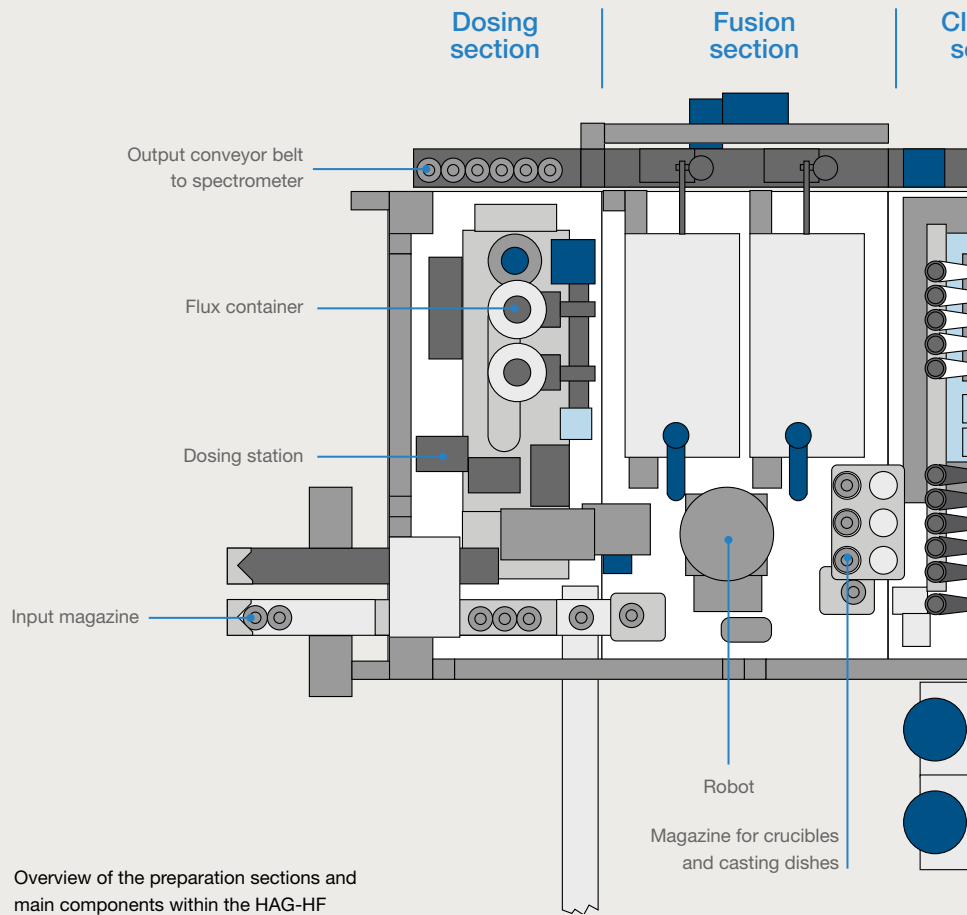 Dosing
section
Fusion
section
Output conveyor belt
to spectrometer
Flux container
Dosing station
Input magazine
Robot
Magazine for crucibles
and casting dishes
Overview of the preparation sections and
main components within the HAG-HF